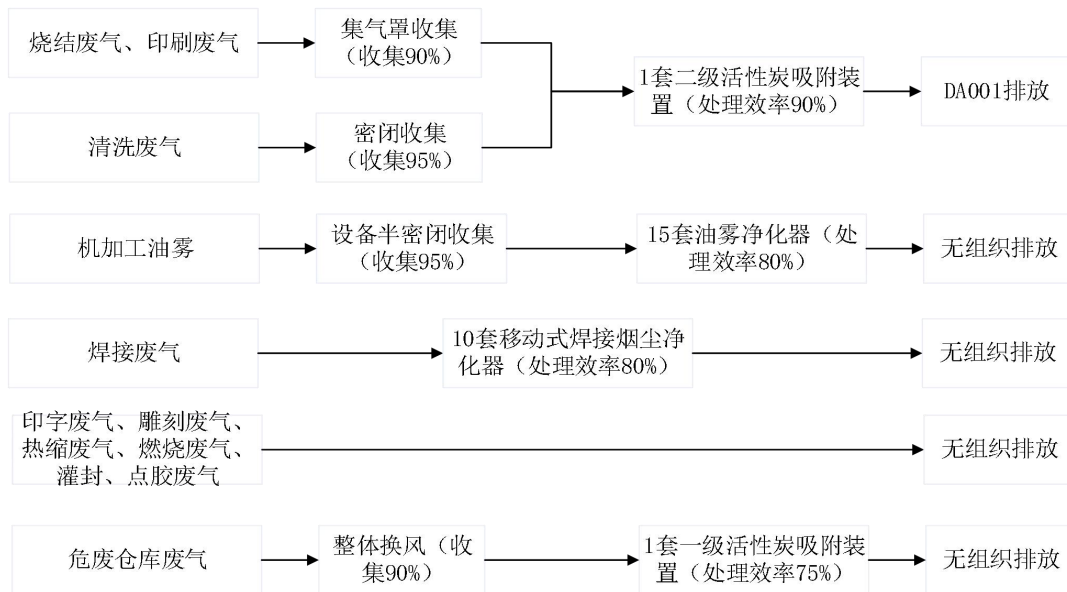 烧结废气、印刷废气
集气罩收集
（收集90%）
清洗废气
密闭收集
（收集95%）
1套二级活性炭吸附装
置（处理效率90%）
DA001排放
机加工油雾
设备半密闭收集
（收集95%）
15套油雾净化器（处
理效率80%）
无组织排放
焊接废气
10套移动式焊接烟尘净
化器（处理效率80%）
无组织排放
印字废气、雕刻废气、
热缩废气、燃烧废气、
灌封、点胶废气
无组织排放
危废仓库废气
整体换风（收
集90%）
1套一级活性炭吸附装
置（处理效率75%）
无组织排放